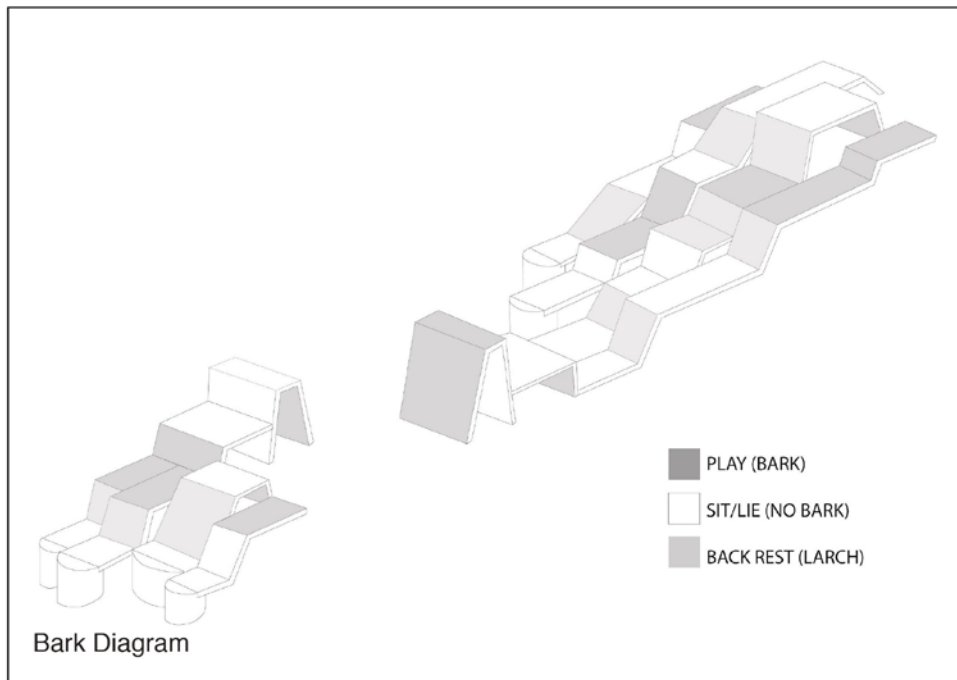 PLAY (BARK)
SIT/LIE (NO BARK)
BACK REST (LARCH)
Bark Diagram